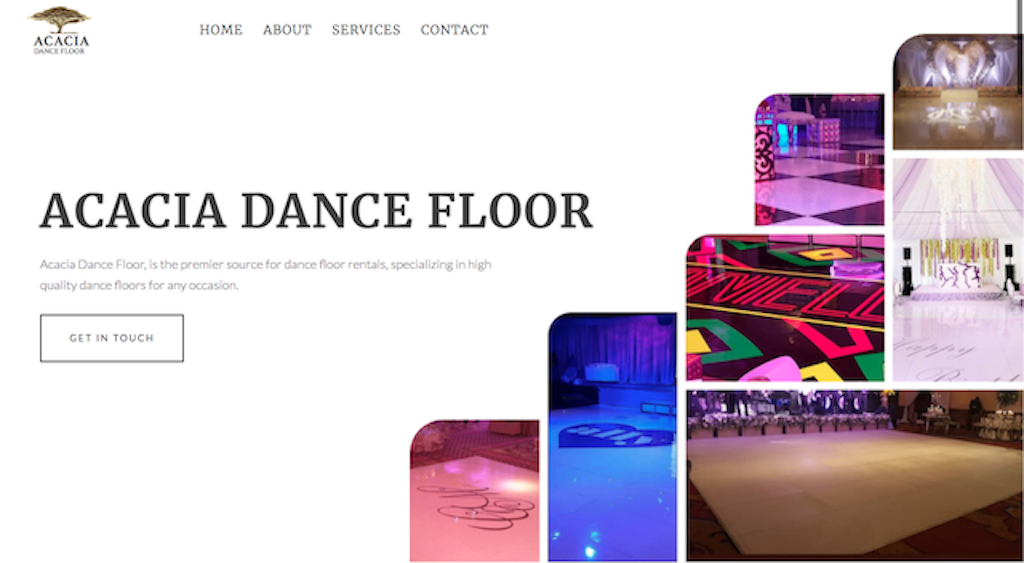 ACACIA
DANCE FLOOR
HOME ABOUT SERVICES CONTACT
ACACIA DANCE FLOOR
Acacia Dance Floor, is the premier source for dance floor rentals, specializing in high
quality dance floors for any occasion.
GET IN TOUCH
Happy